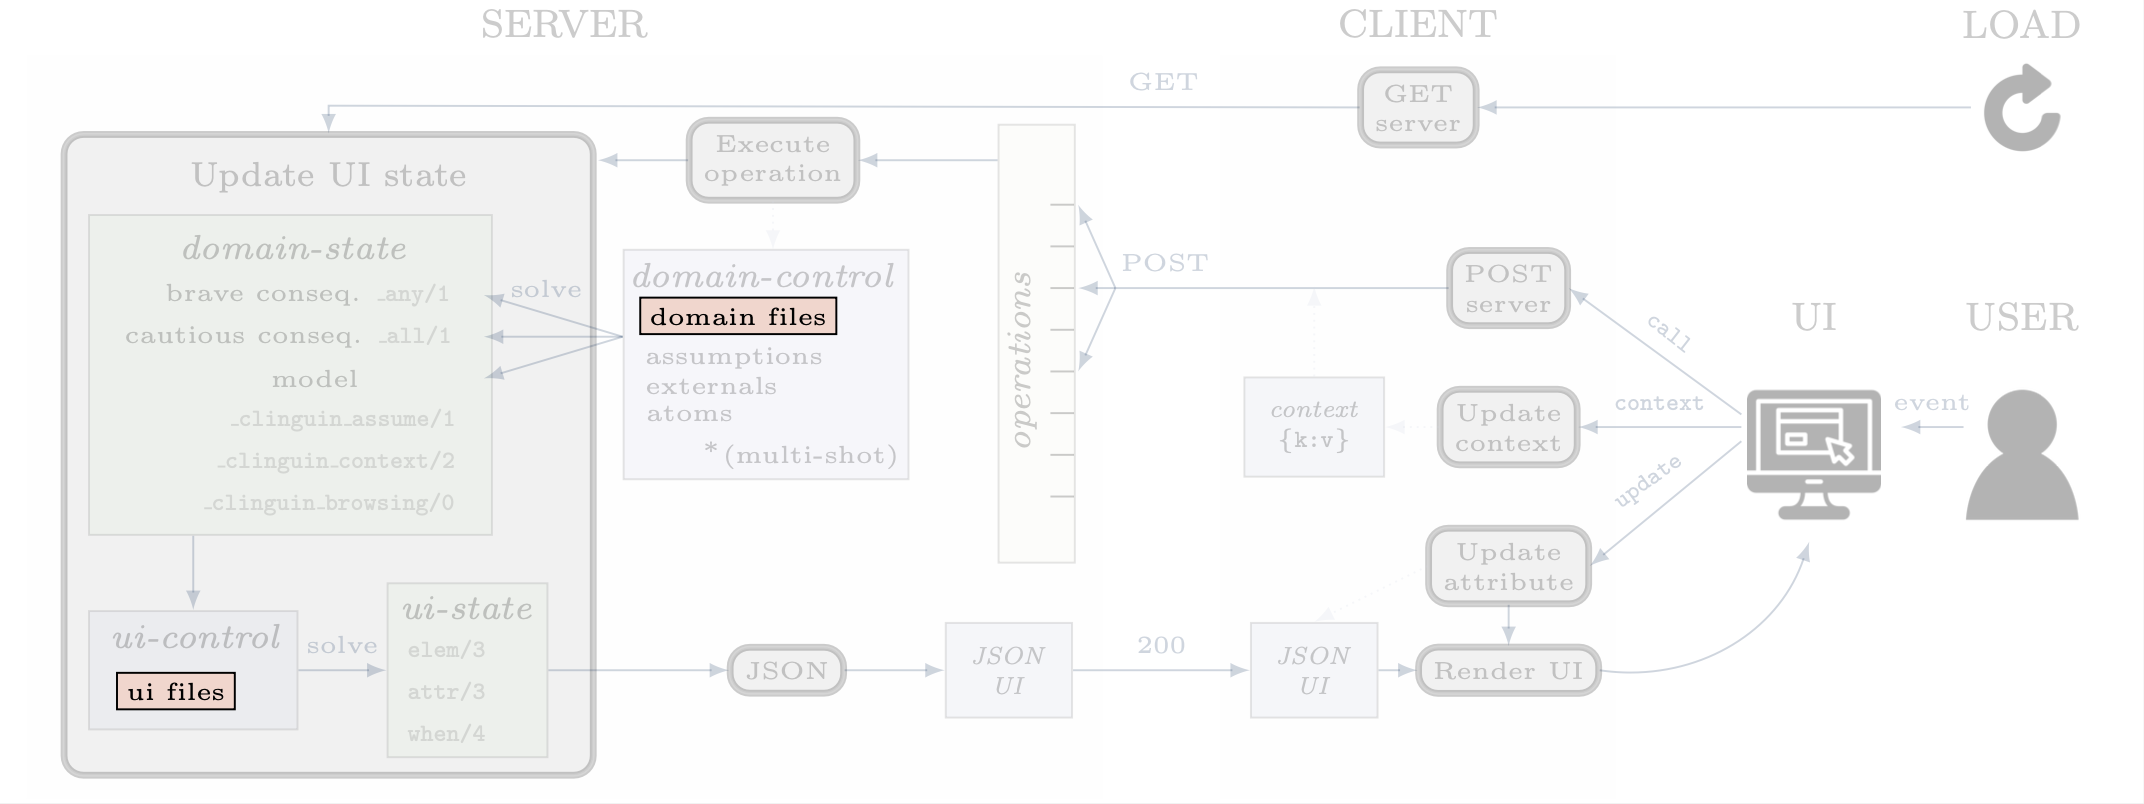 SERVER
CLIENT
LOAD
GET
GET
server
Execute
operation
Update UI state
domain-state
brave conseq. _any/1
cautious conseq. _all/1
model
_clinguin_assume/1
_clinguin_context/2
_clinguin_browsing/0
solve
domain-control
domain files
assumptions
externals
atoms
*(multi-shot)
operations
POST
POST
server
call
UI
USER
context
{k:v}
Update
context
context
event
update
Update
attribute
ui-control
ui files
solve
ui-state
elem/3
attr/3
when/4
JSON
JSON
UI
200
JSON
UI
Render UI